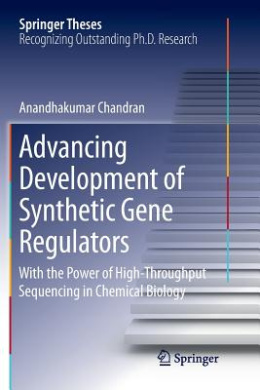 Springer Theses
Recognizing Outstanding Ph.D. Research
Anandhakumar Chandran
Advancing
Development of
Synthetic Gene
Regulators
With the Power of High-Throughput
Sequencing in Chemical Biology
Springer